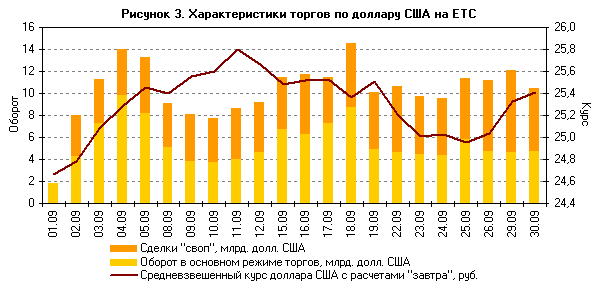 Рисунок 3. Характеристики торгов по доллару США на ЕТС
Оборот
16
14
12
10
8
6
4
2
0
26,0
25,8
25,6
25,4
25,2
25,0
24,8
24,6
24,4
Курс
01.09 02.09 03.09 04.09 05.09 08.09 09.09 10.09 11.09 12.09 15.09 16.09 17.09 18.09 19.09 22.09 23.09 24.09 25.09 26.09 29.09 30.09
Сделки "своп", млрд. долл. США
Оборот в основном режиме торгов, млрд. долл. США
Средневзвешенный курс доллара США с расчетами "завтра", руб.